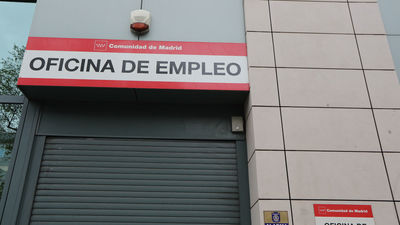 Comunidad de Madrid
OFICINA DE EMPLEO
Comunidad de Madrid
OFICINA DE